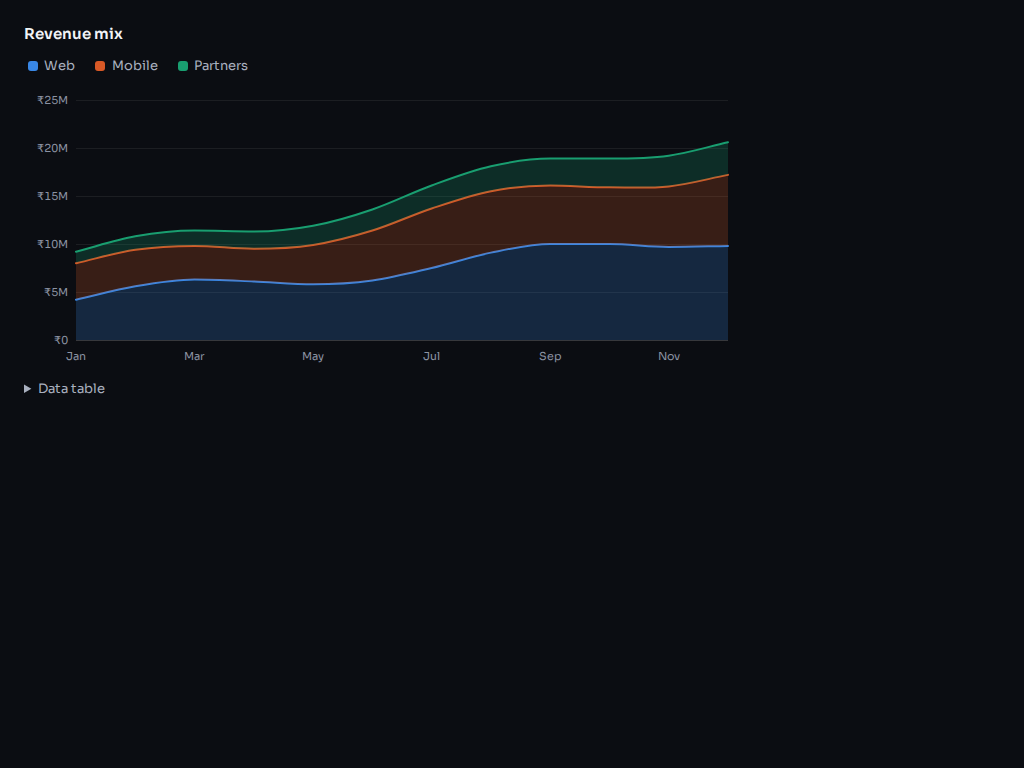 Revenue mix
Web Mobile Partners
₹25M
₹20M
₹15M
₹10M
₹5M
₹0
Jan Mar May Jul Sep Nov
Data table